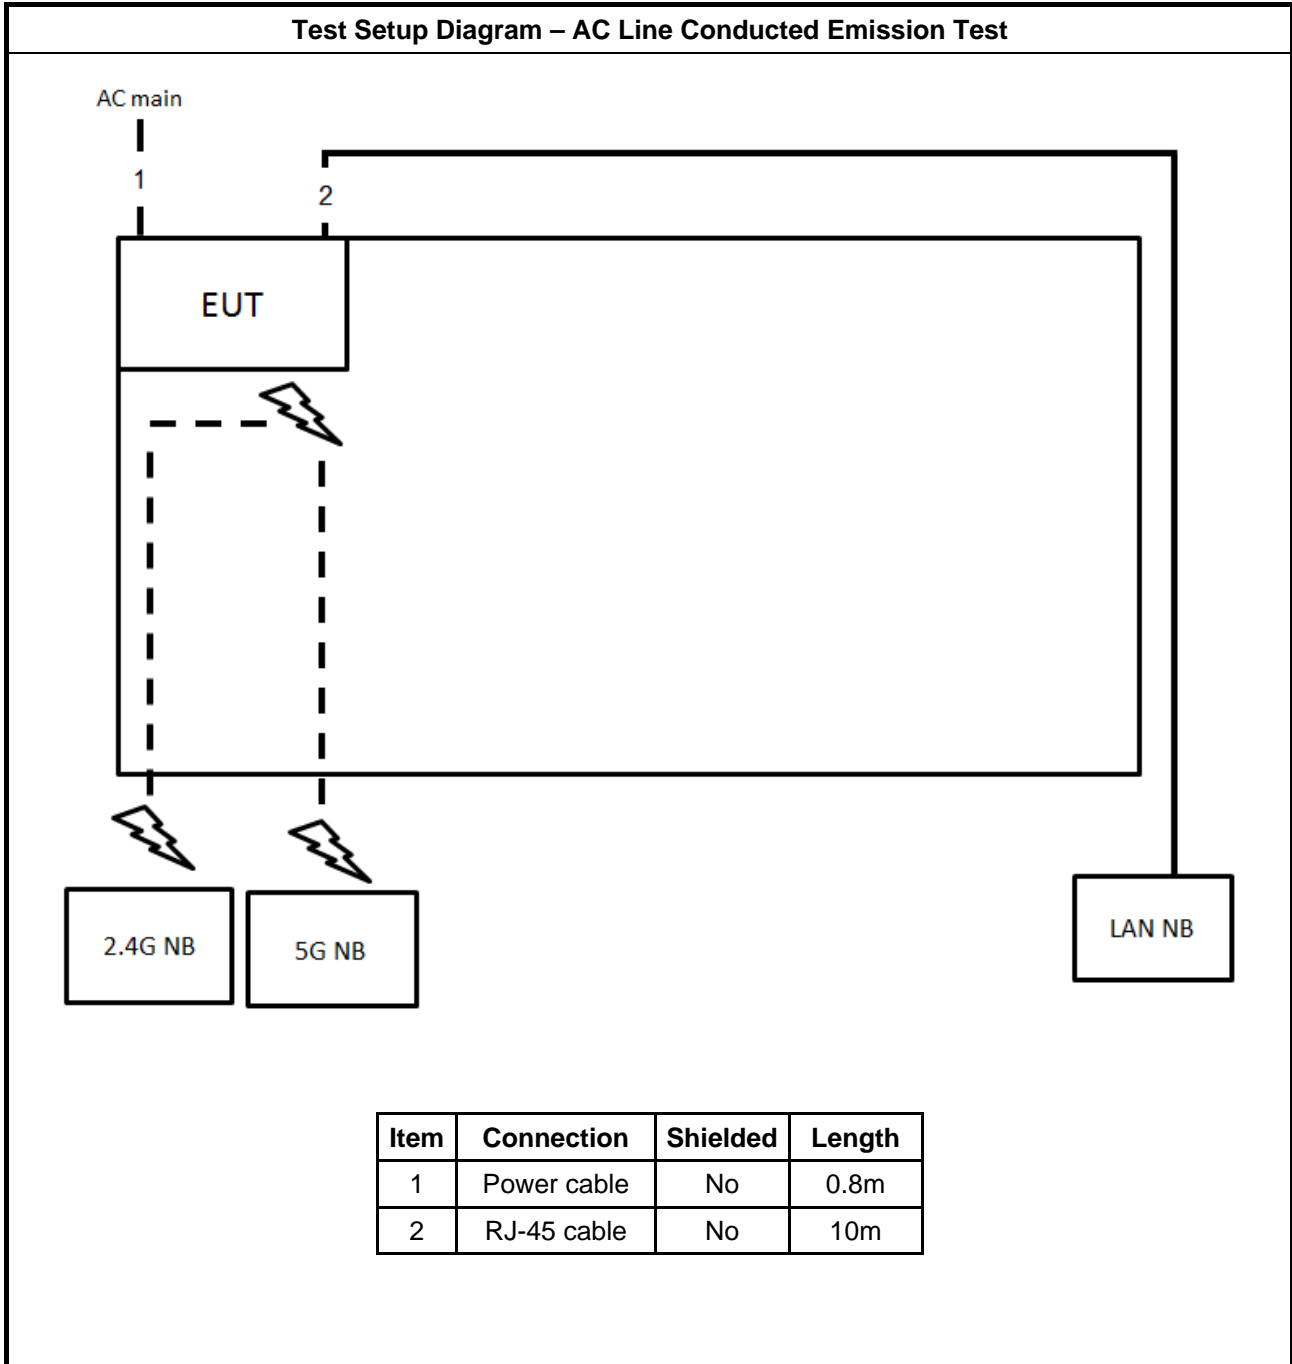 Test Setup Diagram – AC Line Conducted Emission Test
AC main
1
2
EUT
2.4G NB
5G NB
LAN NB
Item Connection Shielded Length
1 Power cable No 0.8m
2 RJ-45 cable No 10m